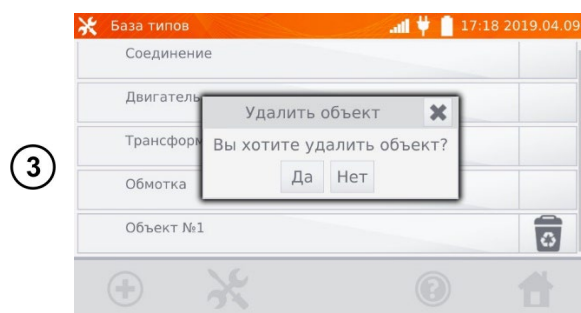 База типов 17:18 2019.04.09
Соединение
Двигатель
Удалить объект
Вы хотите удалить объект?
Да Нет
Обмотка
Объект №1
3